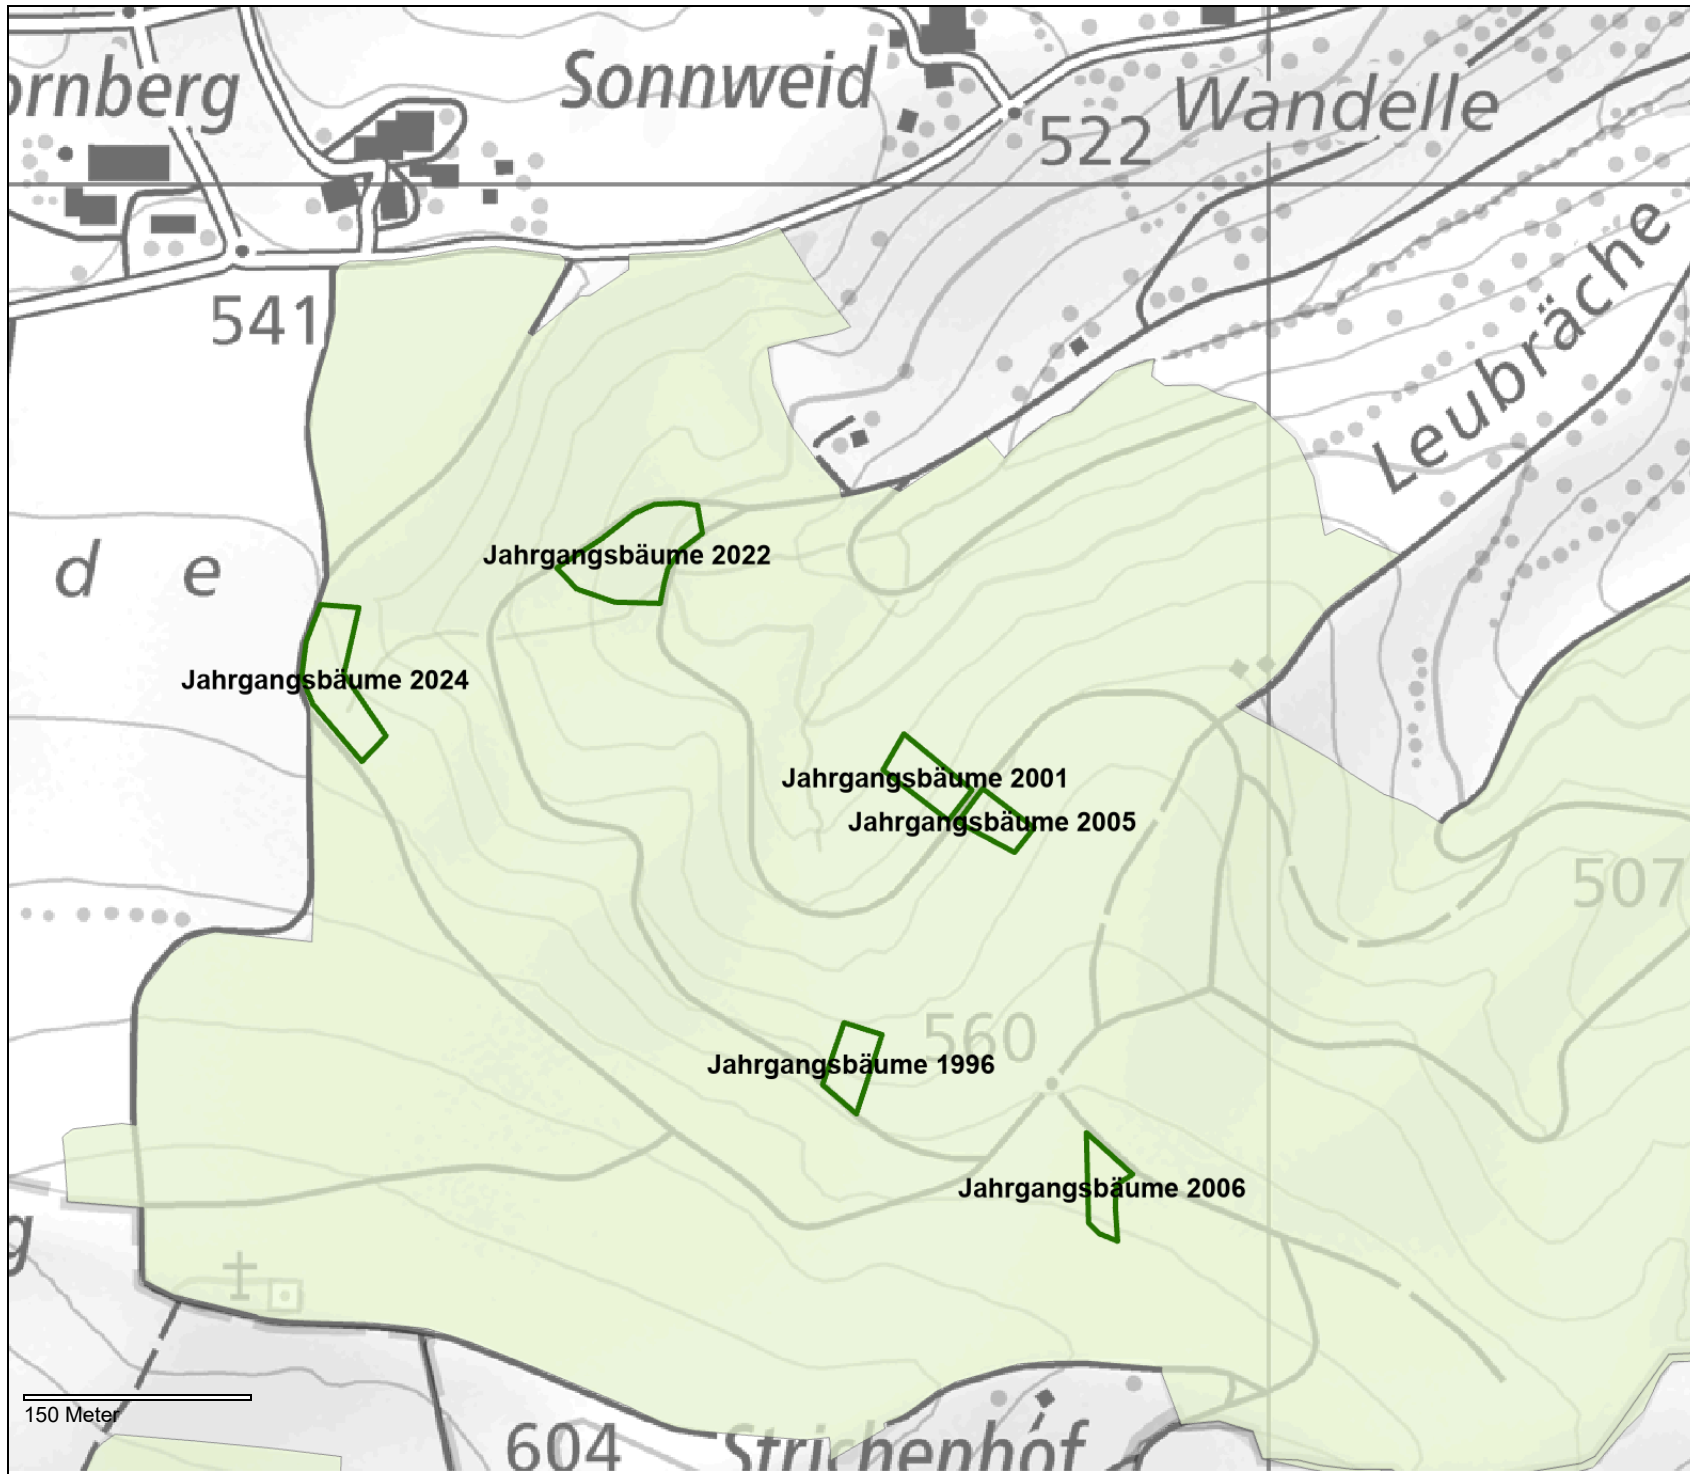 ornberg
Sonnweid
Wandelle
522
Leubräche
541
d e
Jahrgangsbäume 2022
Jahrgangsbäume 2024
Jahrgangsbäume 2001
Jahrgangsbäume 2005
507
560
Jahrgangsbäume 1996
Jahrgangsbäume 2006
g
150 Meter
604
Strichenhof